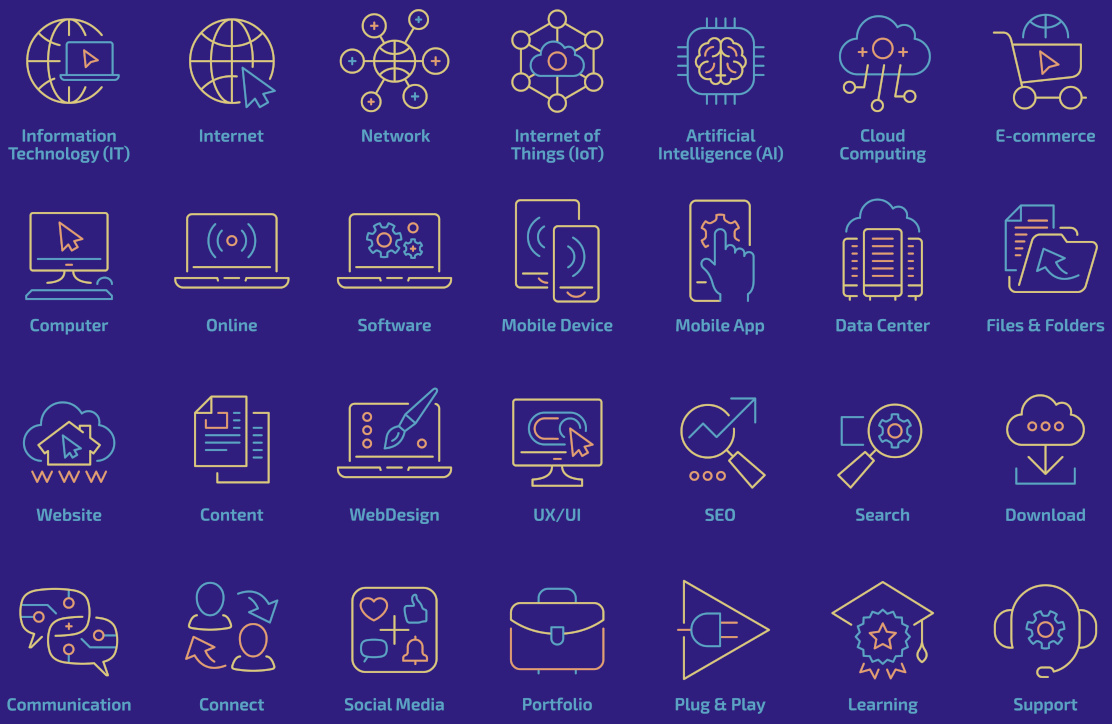 Information
Technology (IT)
Internet
Network
Internet of
Things (IoT)
Artificial
Intelligence (AI)
Cloud
Computing
E-commerce
Computer
Online
Software
Mobile Device
Mobile App
Data Center
Files & Folders
WWW
Website
Content
WebDesign
UX/UI
SEO
Search
Download
Communication
Connect
Social Media
Portfolio
Plug & Play
Learning
Support